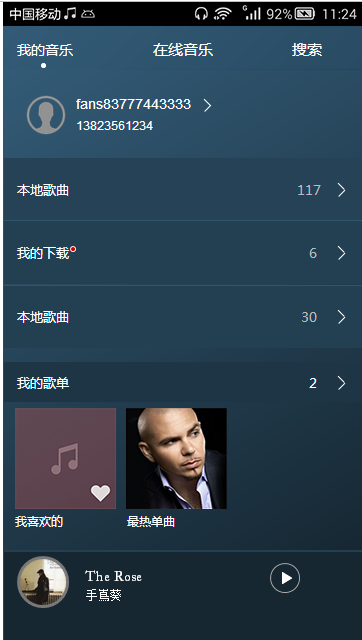 中国移动 92% 11:24
我的音乐 在线音乐 搜索
fans83777443333
13823561234
本地歌曲 117
我的下载 6
本地歌曲 30
我的歌单 2
我喜欢的 最热单曲
The Rose
手嶌葵